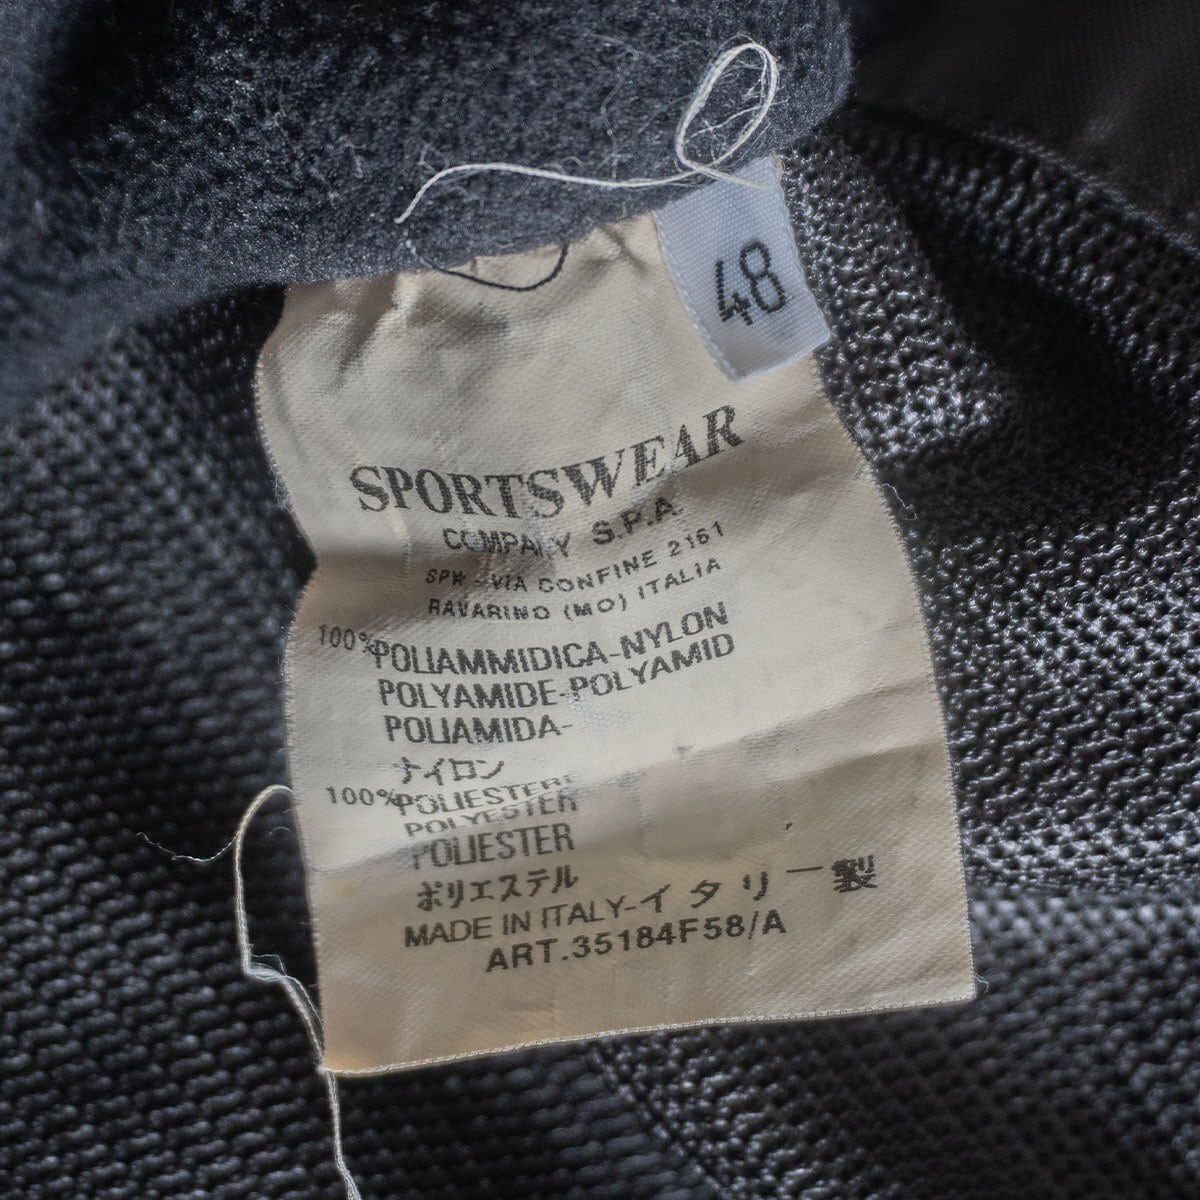 48
SPORTSWEAR
COMPANY S.P.A.
SPW - VIA CONFINE 2161
RAVARINO (MO) ITALIA
100% POLIAMMIDICA-NYLON
POLYAMIDE-POLYAMID
POLIAMIDA-
ナイロン
100% POLIESTERE
POLYESTER
POLIESTER
ポリエステル
MADE IN ITALY-イタリー製
ART.35184F58/A